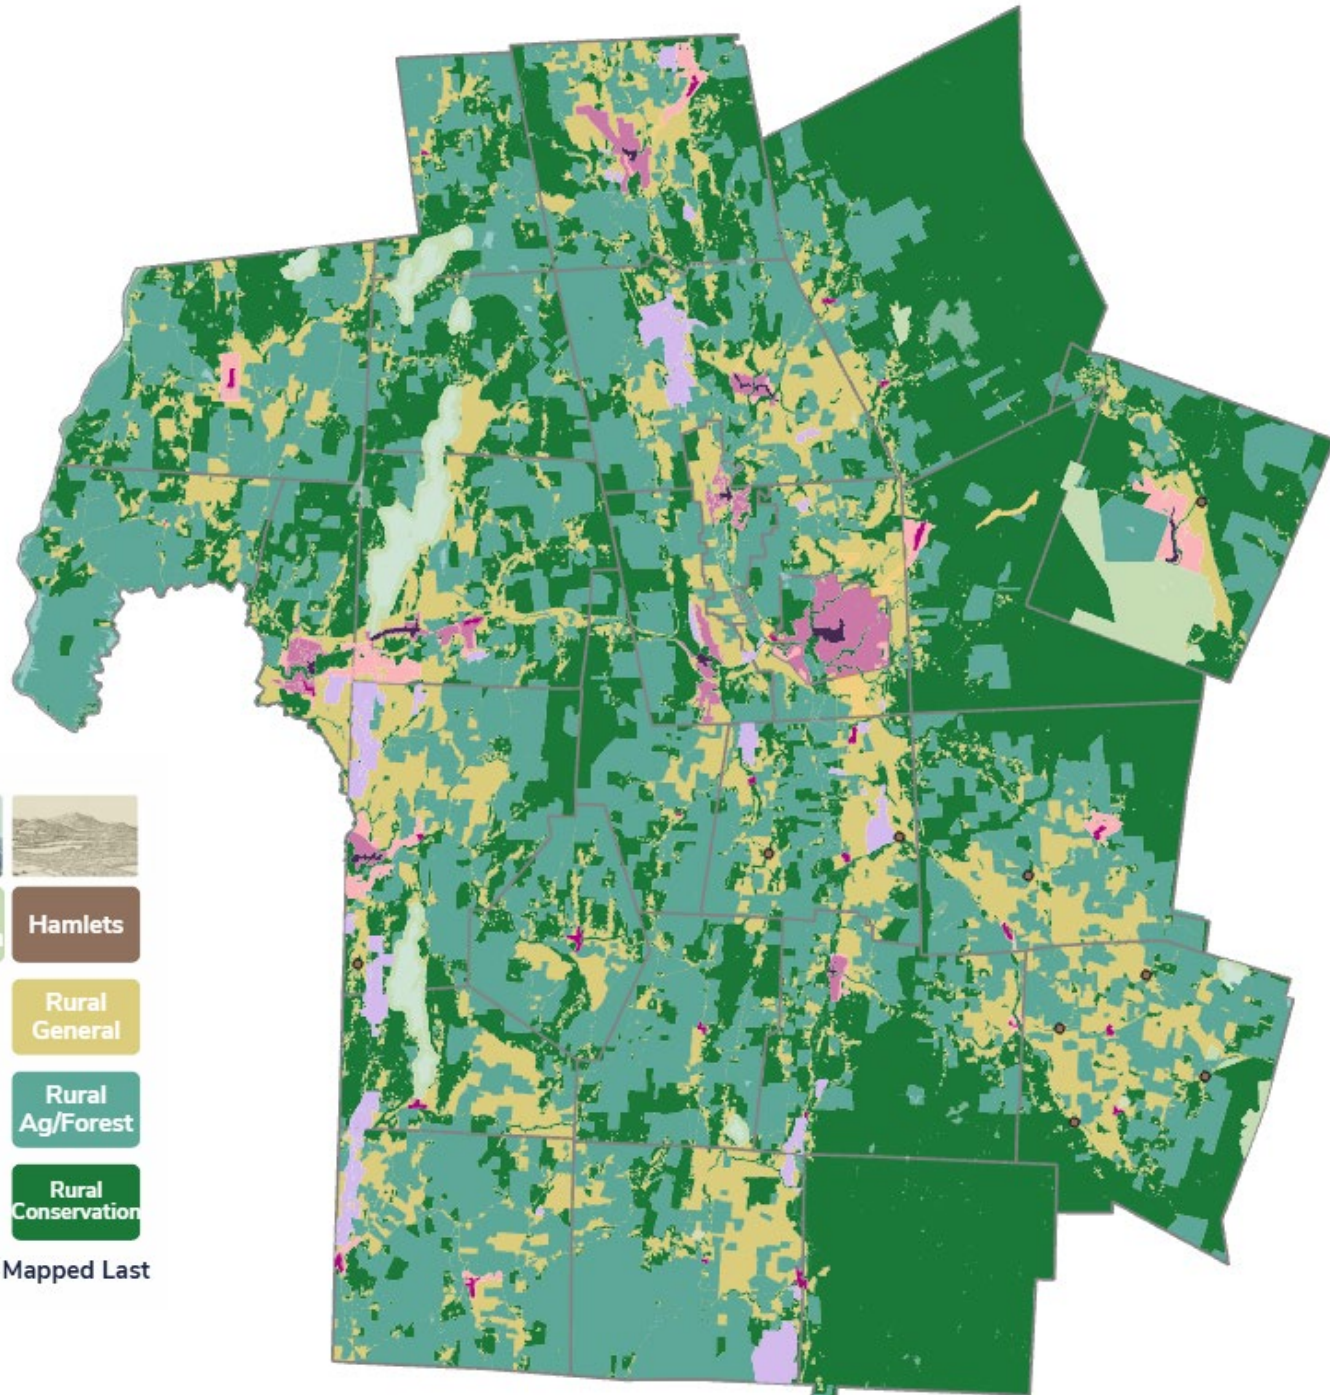 Hamlets
Rural
General
Rural
Ag/Forest
Rural
Conservation
Mapped Last